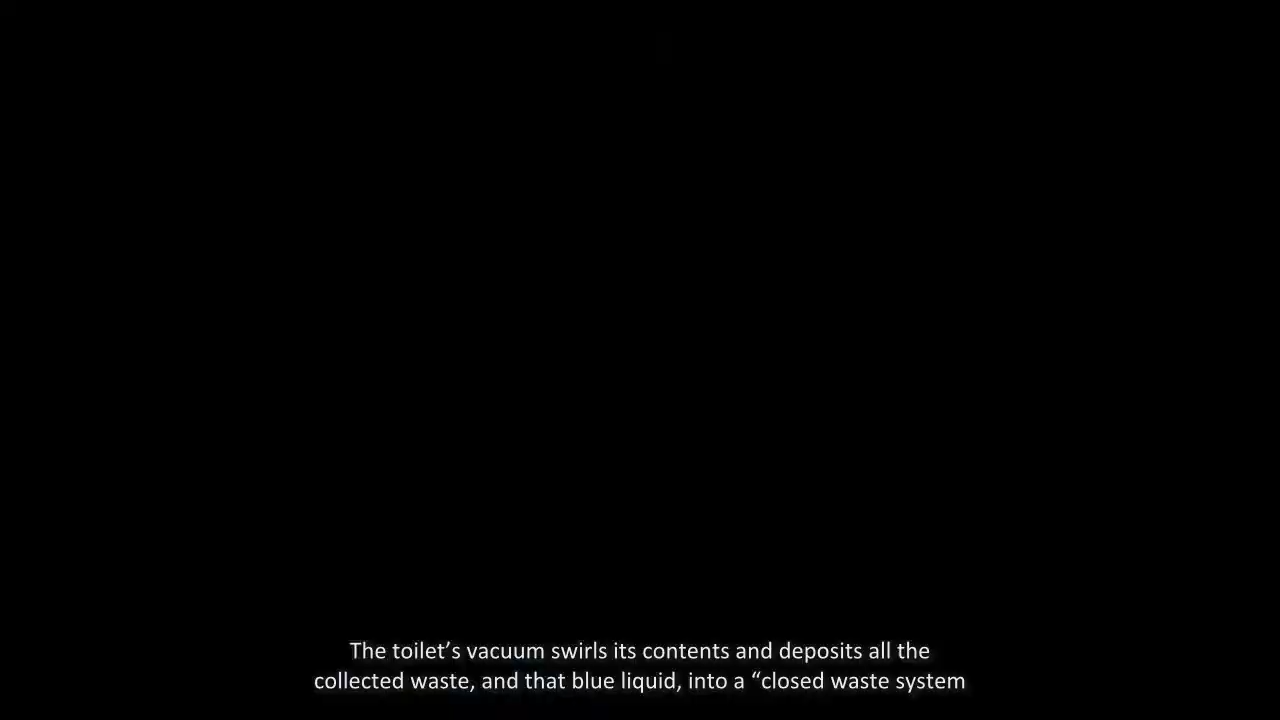 The toilet’s vacuum swirls its contents and deposits all the
collected waste, and that blue liquid, into a “closed waste system